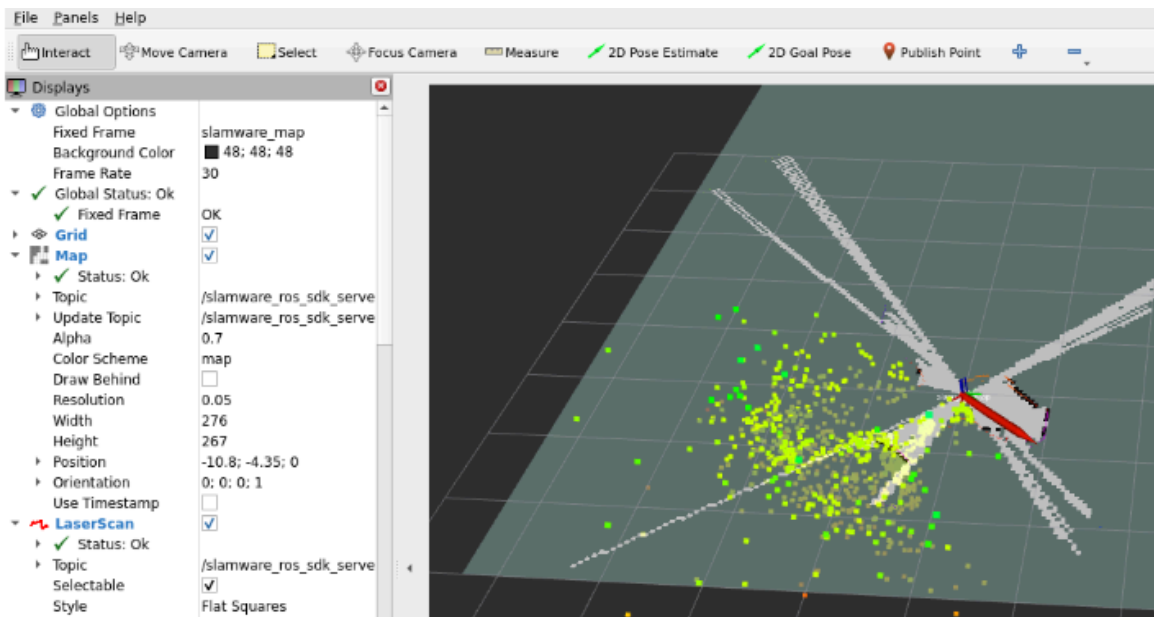 File Panels Help
Interact Move Camera Select Focus Camera Measure 2D Pose Estimate 2D Goal Pose Publish Point
Displays
Global Options
Fixed Frame slamware_map
Background Color 48; 48; 48
Frame Rate 30
Global Status: Ok
Fixed Frame OK
Grid
Map
Status: Ok
Topic /slamware_ros_sdk_serve
Update Topic /slamware_ros_sdk_serve
Alpha 0.7
Color Scheme map
Draw Behind
Resolution 0.05
Width 276
Height 267
Position -10.8; -4.35; 0
Orientation 0; 0; 0; 1
Use Timestamp
LaserScan
Status: Ok
Topic /slamware_ros_sdk_serve
Selectable
Style Flat Squares